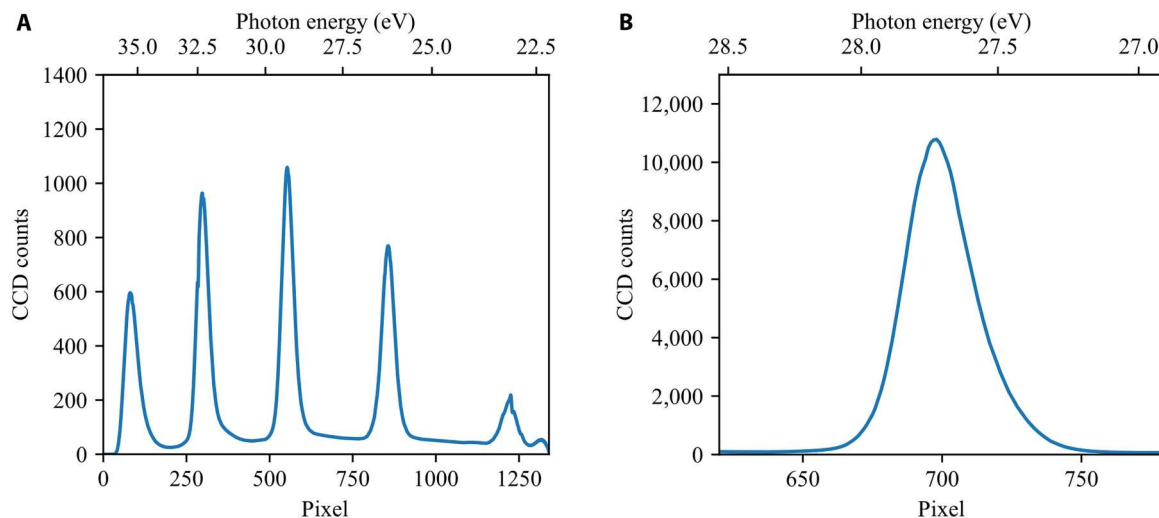 A
Photon energy (eV)
35.0 32.5 30.0 27.5 25.0 22.5
1400
1200
1000
800
600
400
200
0
CCD counts
0 250 500 750 1000 1250
Pixel
B
Photon energy (eV)
28.5 28.0 27.5 27.0
12,000
10,000
8,000
6,000
4,000
2,000
0
CCD counts
650 700 750
Pixel